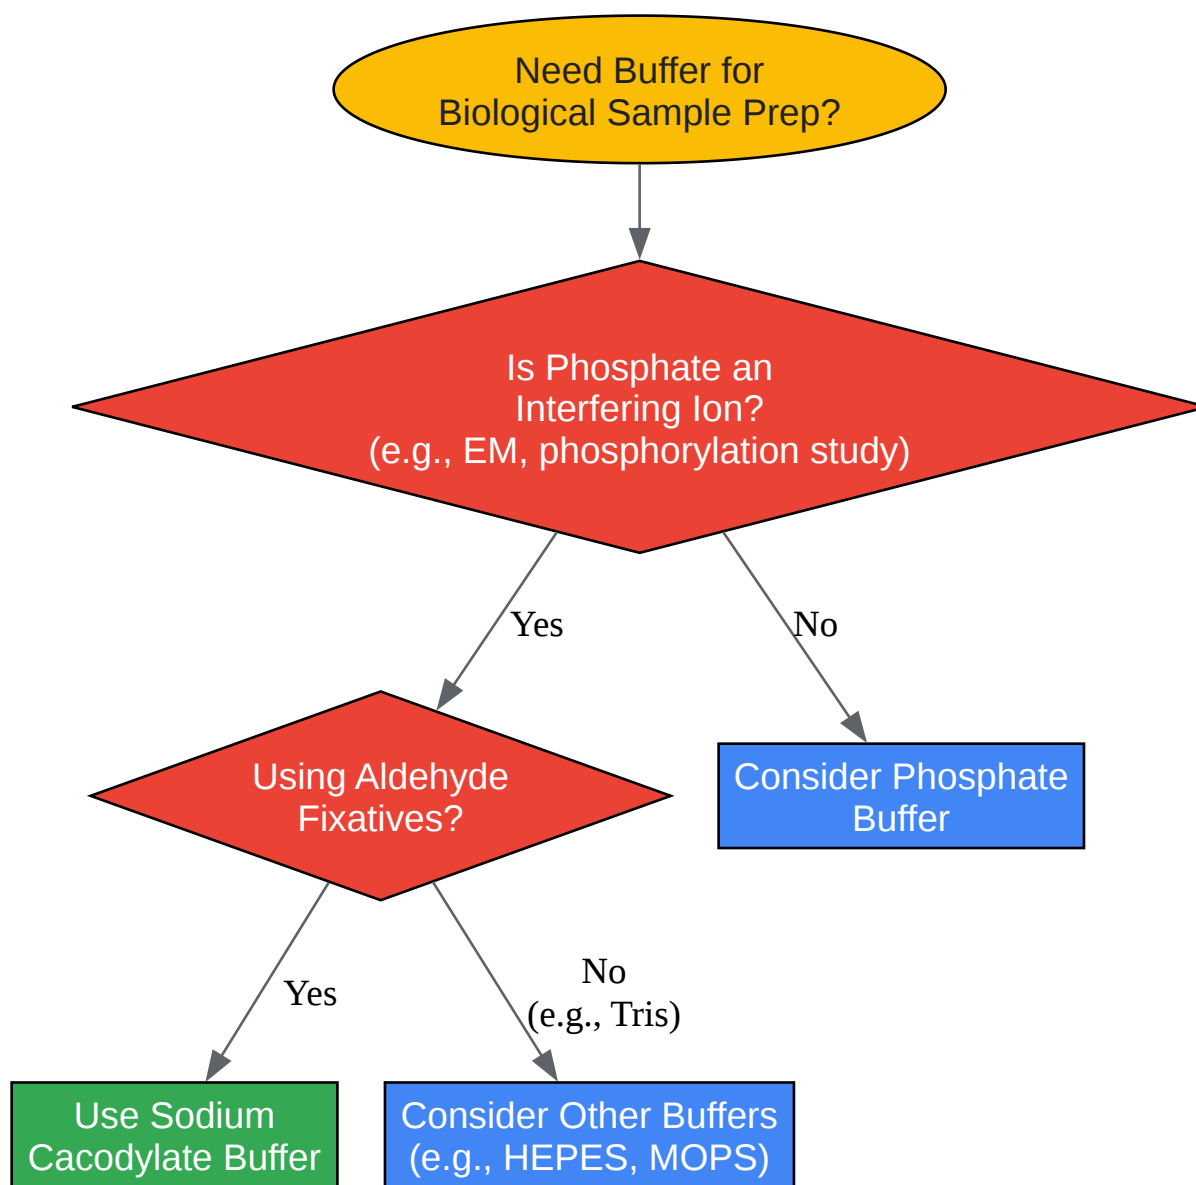 Need Buffer for
Biological Sample Prep?
Is Phosphate an
Interfering Ion?
(e.g., EM, phosphorylation study)
Yes
No
Using Aldehyde
Fixatives?
Consider Phosphate
Buffer
Yes
No
(e.g., Tris)
Use Sodium
Cacodylate Buffer
Consider Other Buffers
(e.g., HEPES, MOPS)